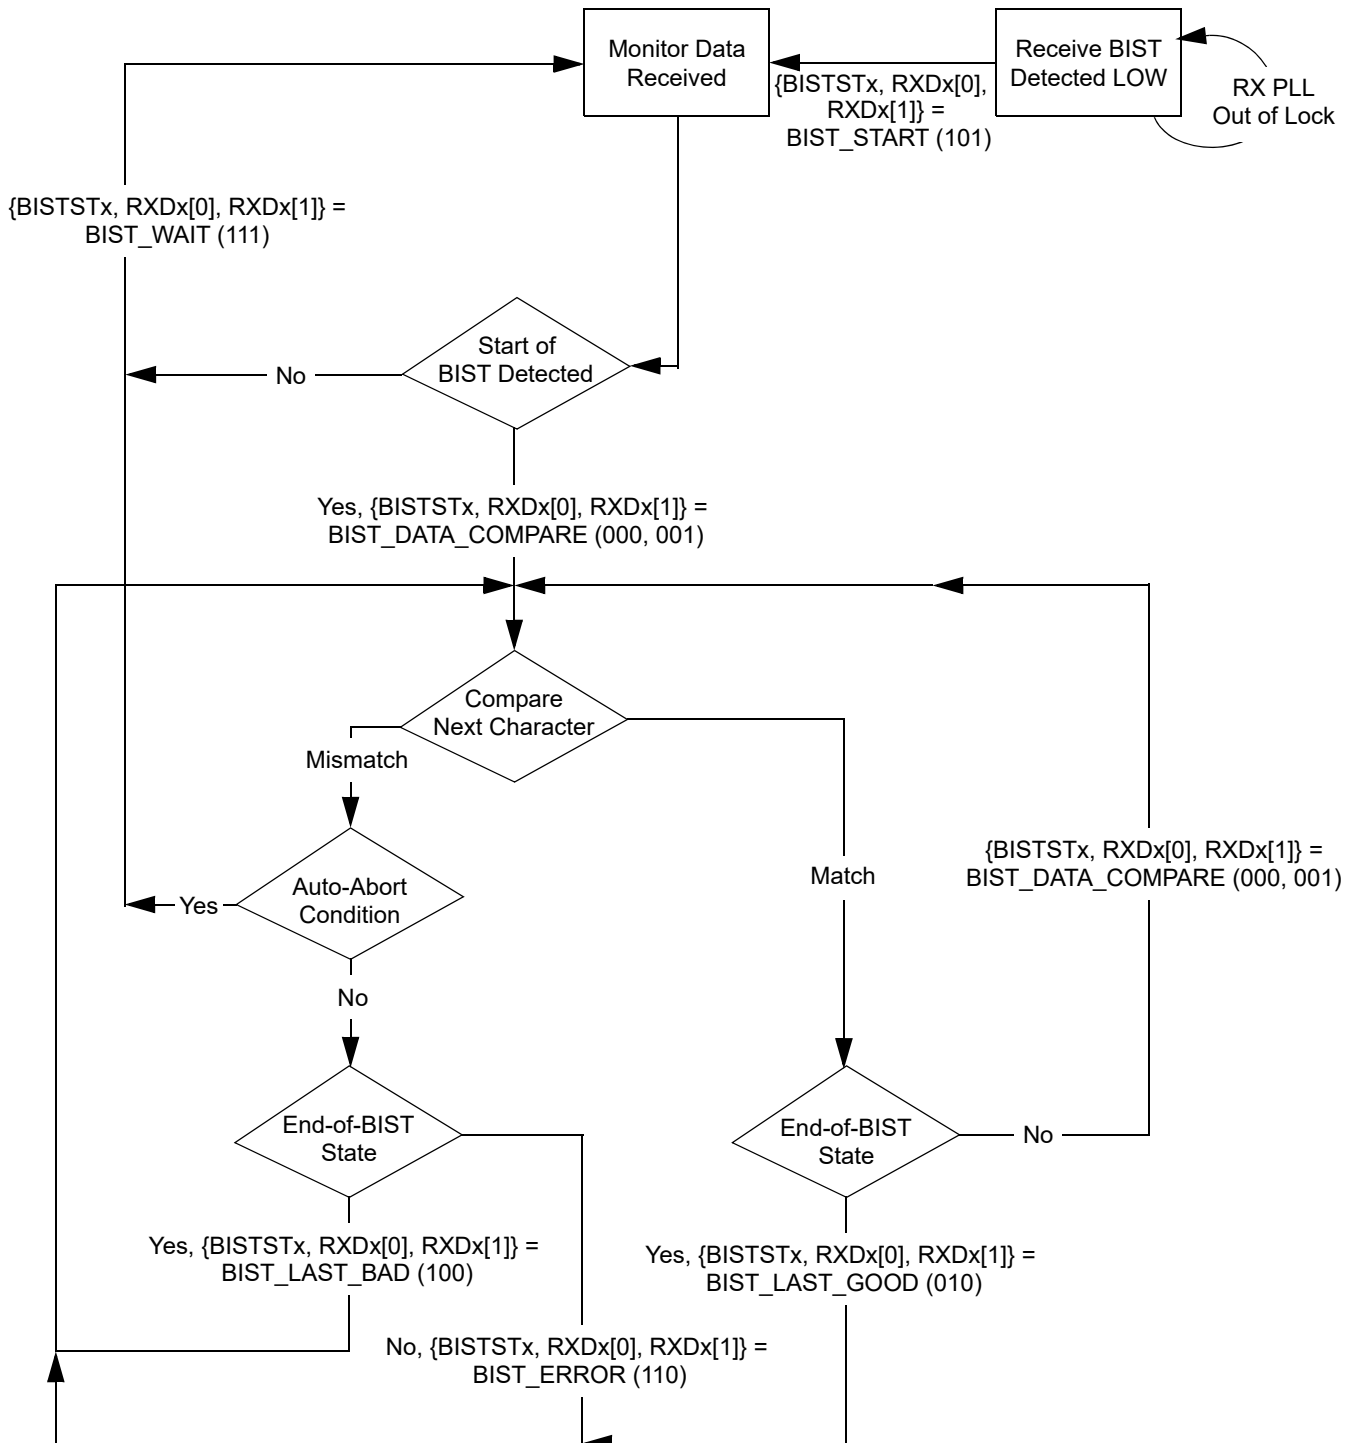 Monitor Data
Received
Receive BIST
Detected LOW
RX PLL
Out of Lock
{BISTSTx, RXDx[0],
RXDx[1]} =
BIST_START (101)
{BISTSTx, RXDx[0], RXDx[1]} =
BIST_WAIT (111)
Start of
BIST Detected
No
Yes, {BISTSTx, RXDx[0], RXDx[1]} =
BIST_DATA_COMPARE (000, 001)
Compare
Next Character
Mismatch
Auto-Abort
Condition
Yes
Match
{BISTSTx, RXDx[0], RXDx[1]} =
BIST_DATA_COMPARE (000, 001)
No
End-of-BIST
State
End-of-BIST
State
No
Yes, {BISTSTx, RXDx[0], RXDx[1]} =
BIST_LAST_BAD (100)
Yes, {BISTSTx, RXDx[0], RXDx[1]} =
BIST_LAST_GOOD (010)
No, {BISTSTx, RXDx[0], RXDx[1]} =
BIST_ERROR (110)